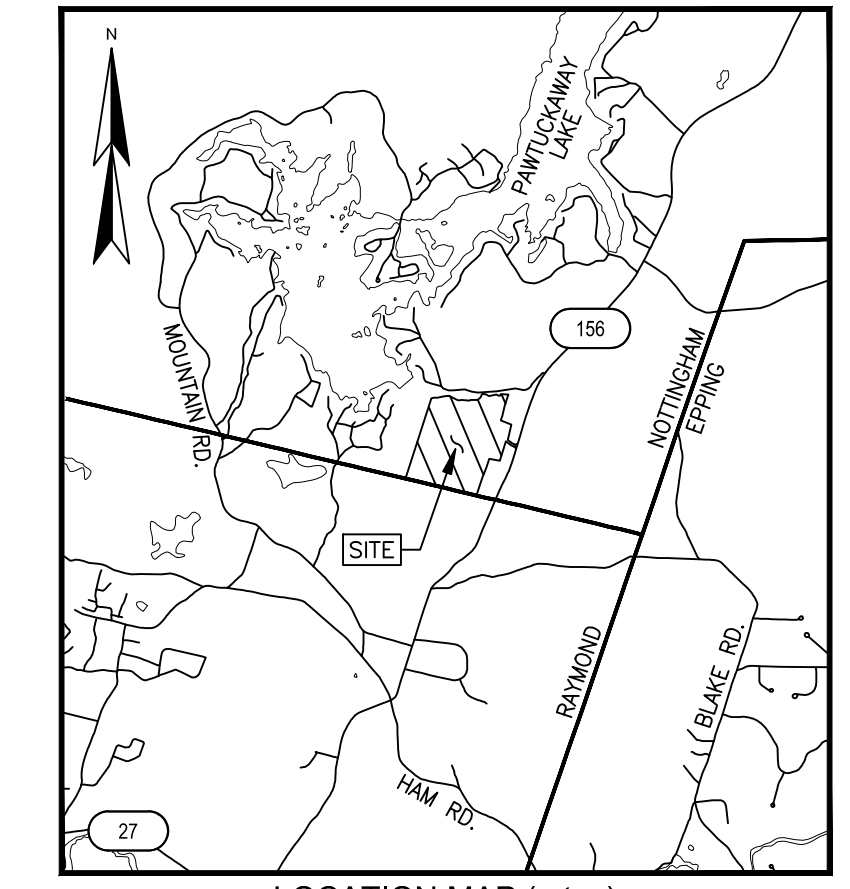 N
PAWTUCKAWAY
LAKE
156
MOUNTAIN RD.
NOTTINGHAM
EPPING
SITE
RAYMOND
BLAKE RD.
HAM RD.
27
LOCATION MAP